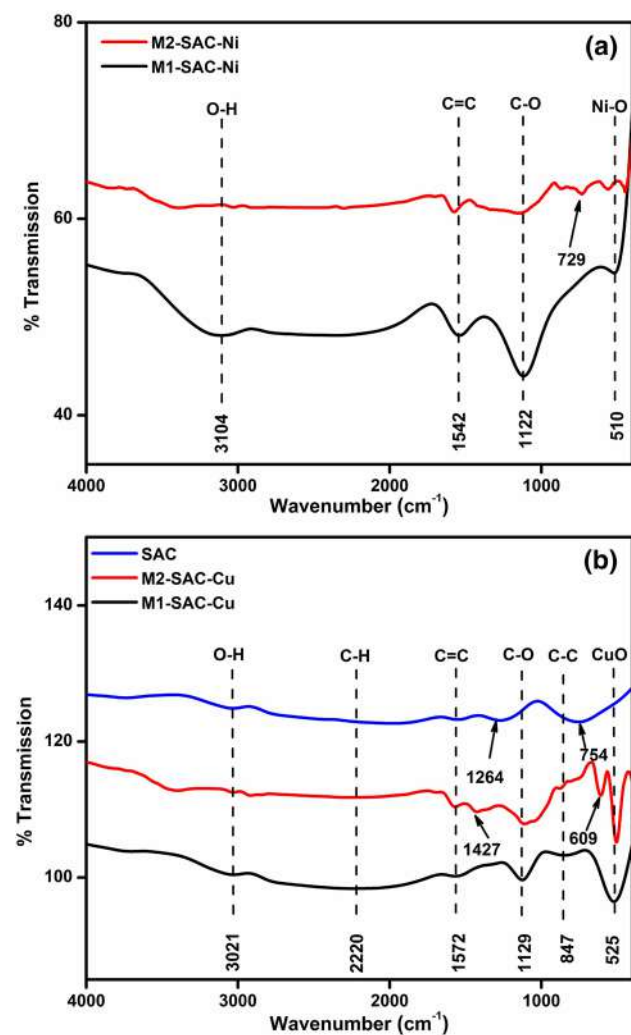 80
M2-SAC-Ni
(a)
M1-SAC-Ni
O-H
C=C
C-O
Ni-O
60
729
40
3104
1542
1122
510
% Transmission
4000
3000
2000
1000
Wavenumber (cm⁻¹)
SAC
(b)
M2-SAC-Cu
M1-SAC-Cu
140
O-H
C-H
C=C
C-O
C-C
CuO
120
1264
754
1427
609
100
3021
2220
1572
1129
847
525
% Transmission
4000
3000
2000
1000
Wavenumber (cm⁻¹)